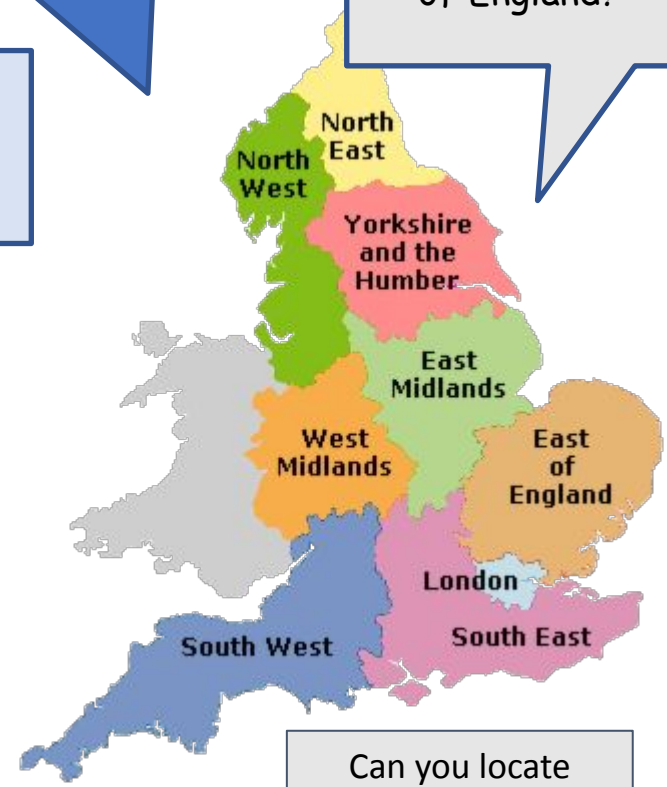 of England?
North
East
North
West
Yorkshire
and the
Humber
East
Midlands
West
Midlands
East
of
England
London
South East
South West
Can you locate